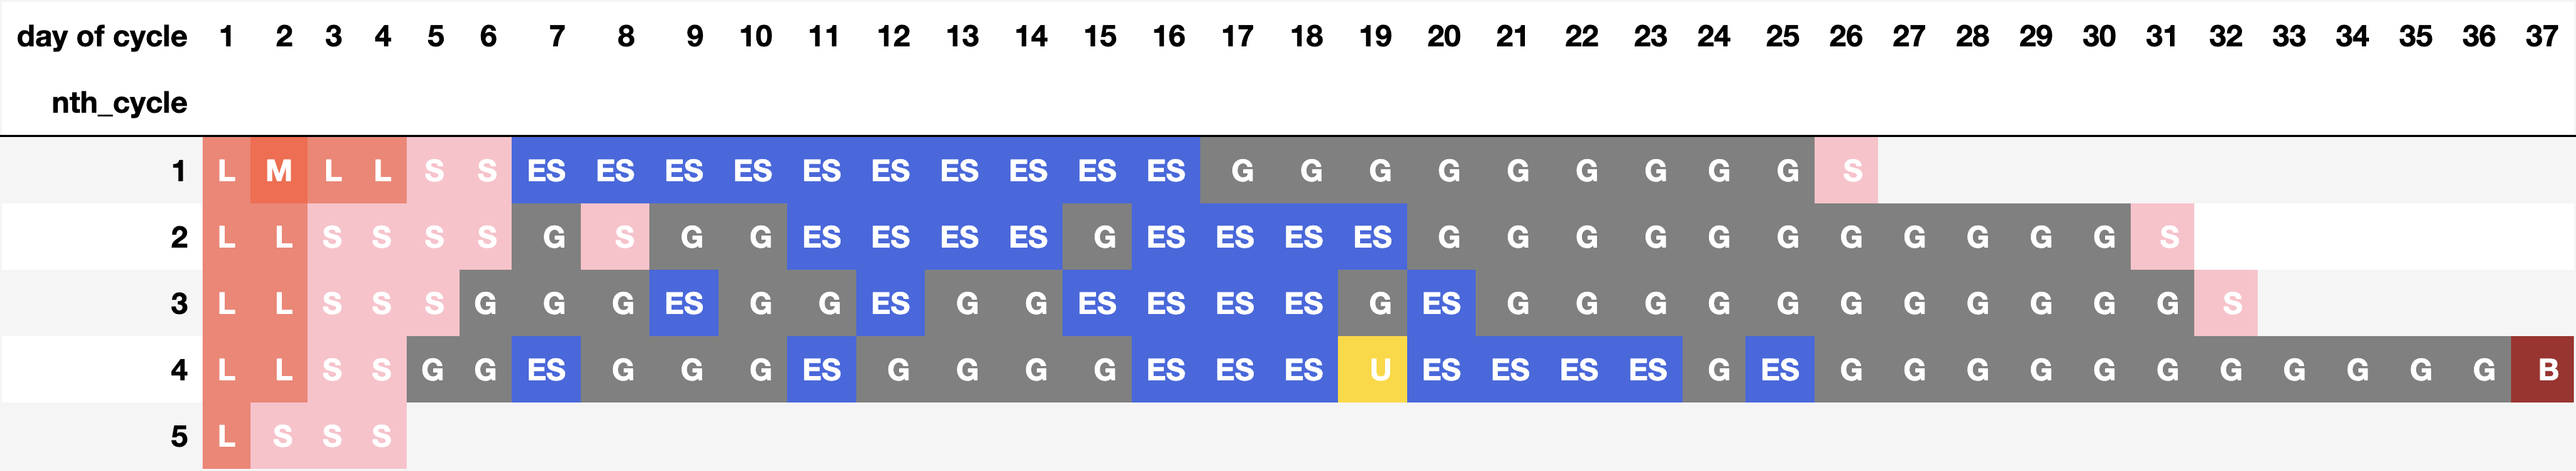 day of cycle 1 2 3 4 5 6 7 8 9 10 11 12 13 14 15 16 17 18 19 20 21 22 23 24 25 26 27 28 29 30 31 32 33 34 35 36 37
nth_cycle
1 L M L L S S ES ES ES ES ES ES ES ES ES ES G G G G G G G G G S
2 L L S S S S G S G G ES ES ES ES G ES ES ES ES G G G G G G G G G G G S
3 L L S S S G G G ES G G ES G G ES ES ES ES G ES G G G G G G G G G G G S
4 L L S S G G ES G G G ES G G G G ES ES ES U ES ES ES ES G ES G G G G G G G G G G G B
5 L S S S